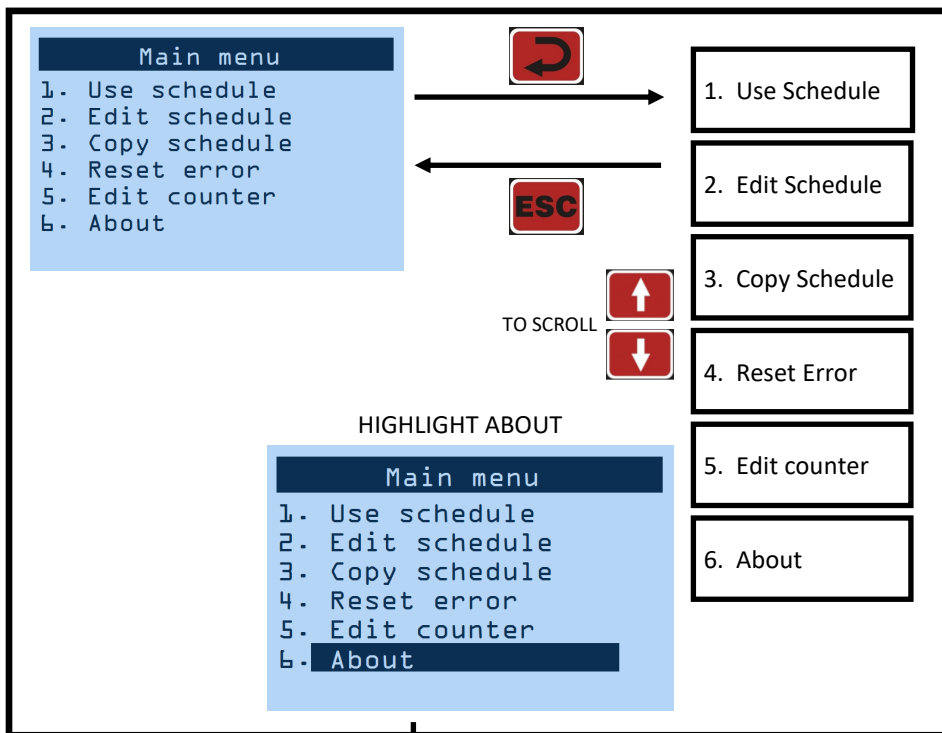 Main menu
1. Use schedule
2. Edit schedule
3. Copy schedule
4. Reset error
5. Edit counter
6. About
ESC
TO SCROLL
1. Use Schedule
2. Edit Schedule
3. Copy Schedule
4. Reset Error
5. Edit counter
6. About
HIGHLIGHT ABOUT
Main menu
1. Use schedule
2. Edit schedule
3. Copy schedule
4. Reset error
5. Edit counter
6. About